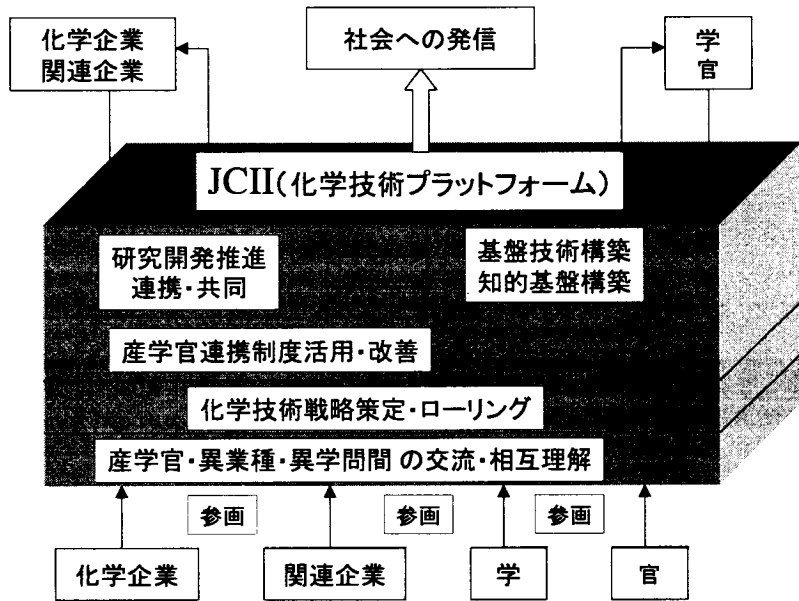 化学企業
関連企業
社会への発信
学
官
JCII(化学技術プラットフォーム)
研究開発推進
連携・共同
基盤技術構築
知的基盤構築
産学官連携制度活用・改善
化学技術戦略策定・ローリング
産学官・異業種・異学問間 の交流・相互理解
参画
参画
参画
化学企業
関連企業
学
官